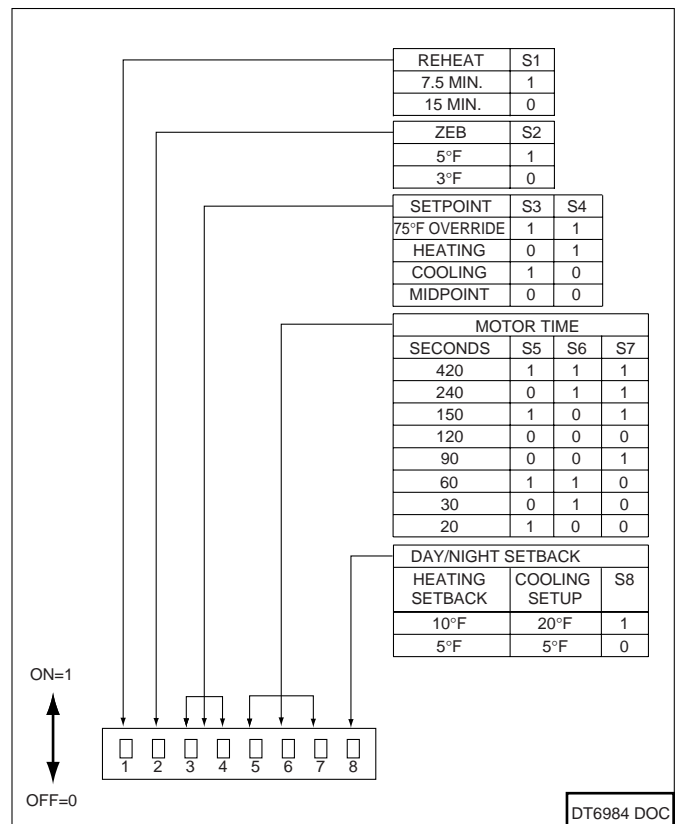 REHEAT S1
7.5 MIN. 1
15 MIN. 0
ZEB S2
5°F 1
3°F 0
SETPOINT S3 S4
75°F OVERRIDE 1 1
HEATING 0 1
COOLING 1 0
MIDPOINT 0 0
MOTOR TIME
SECONDS S5 S6 S7
420 1 1 1
240 0 1 1
150 1 0 1
120 0 0 0
90 0 0 1
60 1 1 0
30 0 1 0
20 1 0 0
DAY/NIGHT SETBACK
HEATING COOLING S8
SETBACK SETUP
10°F 20°F 1
5°F 5°F 0
ON=1
1 2 3 4 5 6 7 8
OFF=0
DT6984 DOC